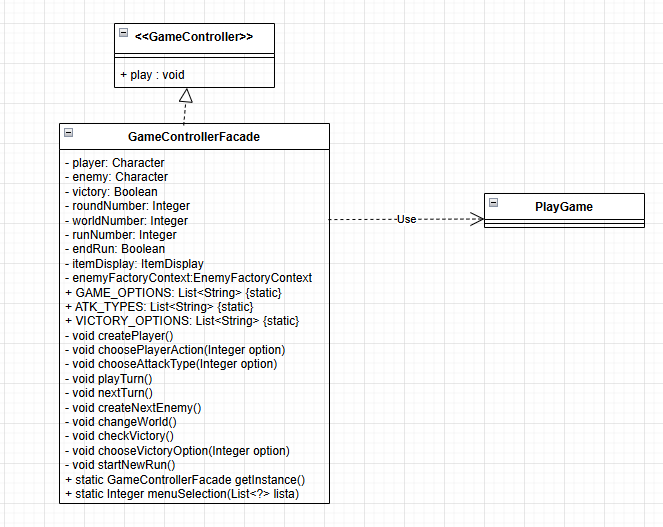 <<GameController>>
+ play : void
GameControllerFacade
- player: Character
- enemy: Character
- victory: Boolean
- roundNumber: Integer
- worldNumber: Integer
- runNumber: Integer
- endRun: Boolean
- itemDisplay: ItemDisplay
- enemyFactoryContext:EnemyFactoryContext
+ GAME_OPTIONS: List<String> {static}
+ ATK_TYPES: List<String> {static}
+ VICTORY_OPTIONS: List<String> {static}
- void createPlayer()
- void choosePlayerAction(Integer option)
- void chooseAttackType(Integer option)
- void playTurn()
- void nextTurn()
- void createNextEnemy()
- void changeWorld()
- void checkVictory()
- void chooseVictoryOption(Integer option)
- void startNewRun()
+ static GameControllerFacade getInstance()
+ static Integer menuSelection(List<?> lista)
Use
PlayGame